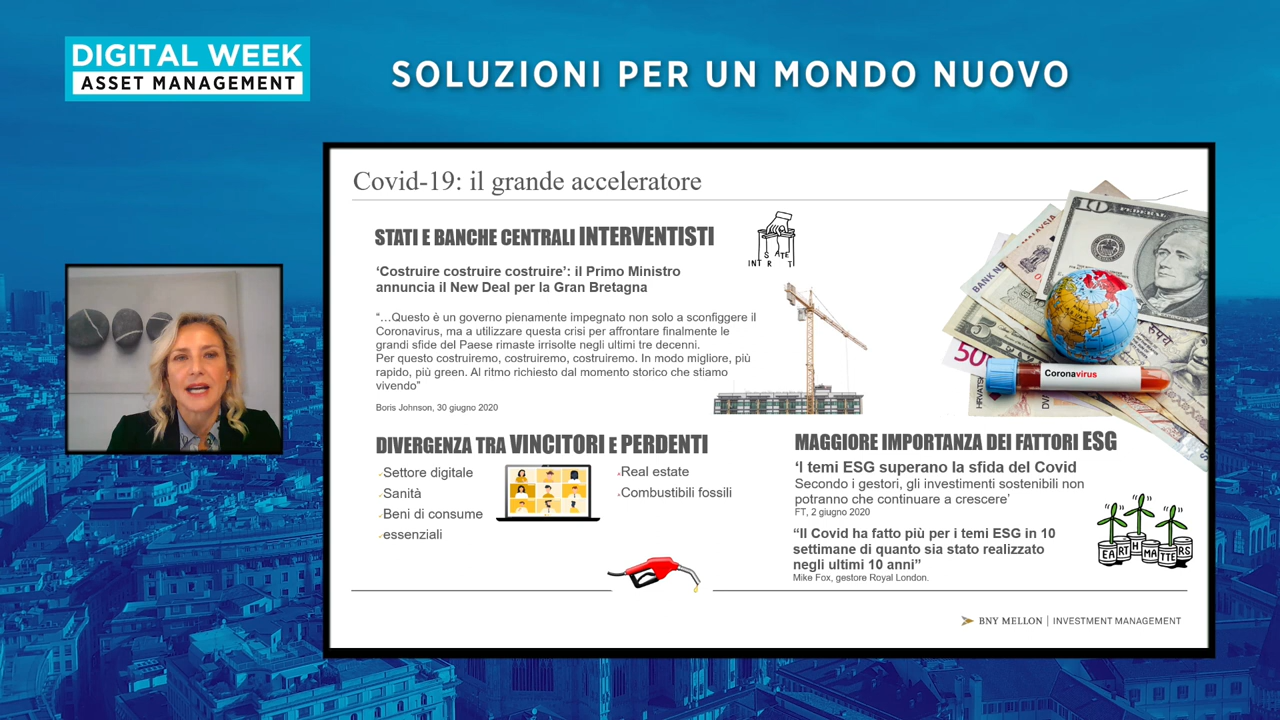 DIGITAL WEEK
ASSET MANAGEMENT
SOLUZIONI PER UN MONDO NUOVO
Covid-19: il grande acceleratore
STATI E BANCHE CENTRALI INTERVENTISTI
'Costruire costruire costruire': il Primo Ministro
annuncia il New Deal per la Gran Bretagna
"…Questo è un governo pienamente impegnato non solo a sconfiggere il
Coronavirus, ma a utilizzare questa crisi per affrontare finalmente le
grandi sfide del Paese rimaste irrisolte negli ultimi tre decenni.
Per questo costruiremo, costruiremo, costruiremo. In modo migliore, più
rapido, più green. Al ritmo richiesto dal momento storico che stiamo
vivendo"
Boris Johnson, 30 giugno 2020
10
FEDERAL
BANK
5
50
Coronavirus
DIVERGENZA TRA VINCITORI E PERDENTI
Settore digitale
Sanità
Beni di consume
essenziali
Real estate
Combustibili fossili
MAGGIORE IMPORTANZA DEI FATTORI ESG
'I temi ESG superano la sfida del Covid
Secondo i gestori, gli investimenti sostenibili non
potranno che continuare a crescere'
FT, 2 giugno 2020
"Il Covid ha fatto più per i temi ESG in 10
settimane di quanto sia stato realizzato
negli ultimi 10 anni"
Mike Fox, gestore Royal London.
EARTH MATTERS
BNY MELLON | INVESTMENT MANAGEMENT